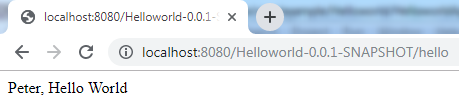 localhost:8080/Helloworld-0.0.1-S
localhost:8080/Helloworld-0.0.1-SNAPSHOT/hello
Peter, Hello World